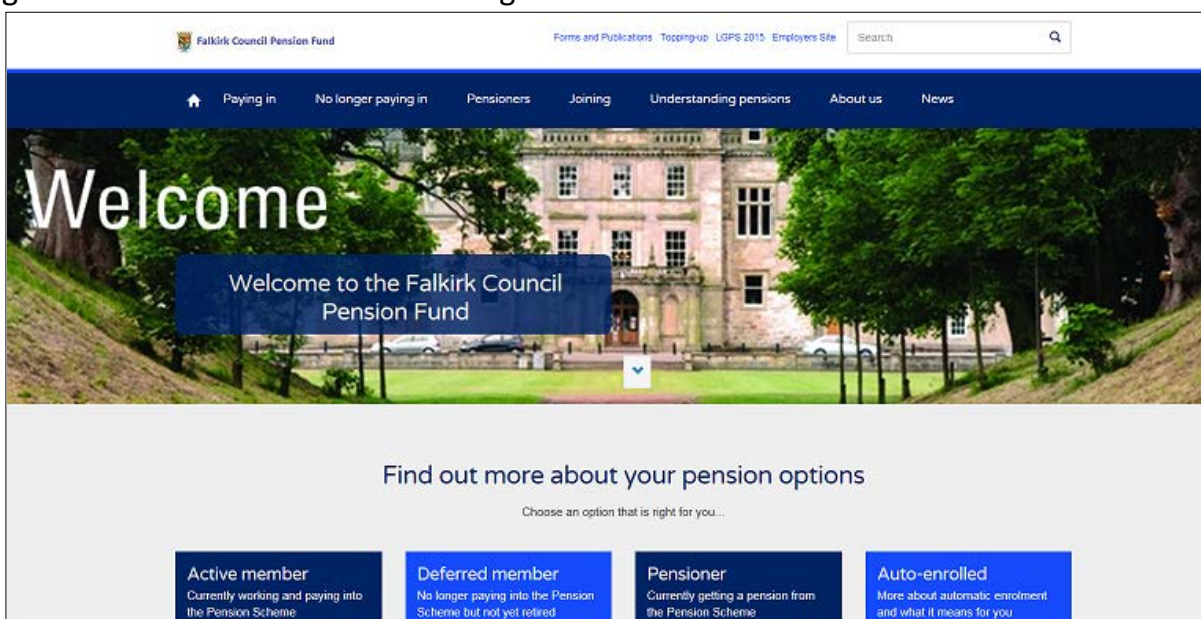 Falkirk Council Pension Fund
Forms and Publications Topping-up LGPS 2015 Employers Site Search
Paying in No longer paying in Pensioners Joining Understanding pensions About us News
Welcome
Welcome to the Falkirk Council
Pension Fund
Find out more about your pension options
Choose an option that is right for you...
Active member
Currently working and paying into
the Pension Scheme
Deferred member
No longer paying into the Pension
Scheme but not yet retired
Pensioner
Currently getting a pension from
the Pension Scheme
Auto-enrolled
More about automatic enrolment
and what it means for you